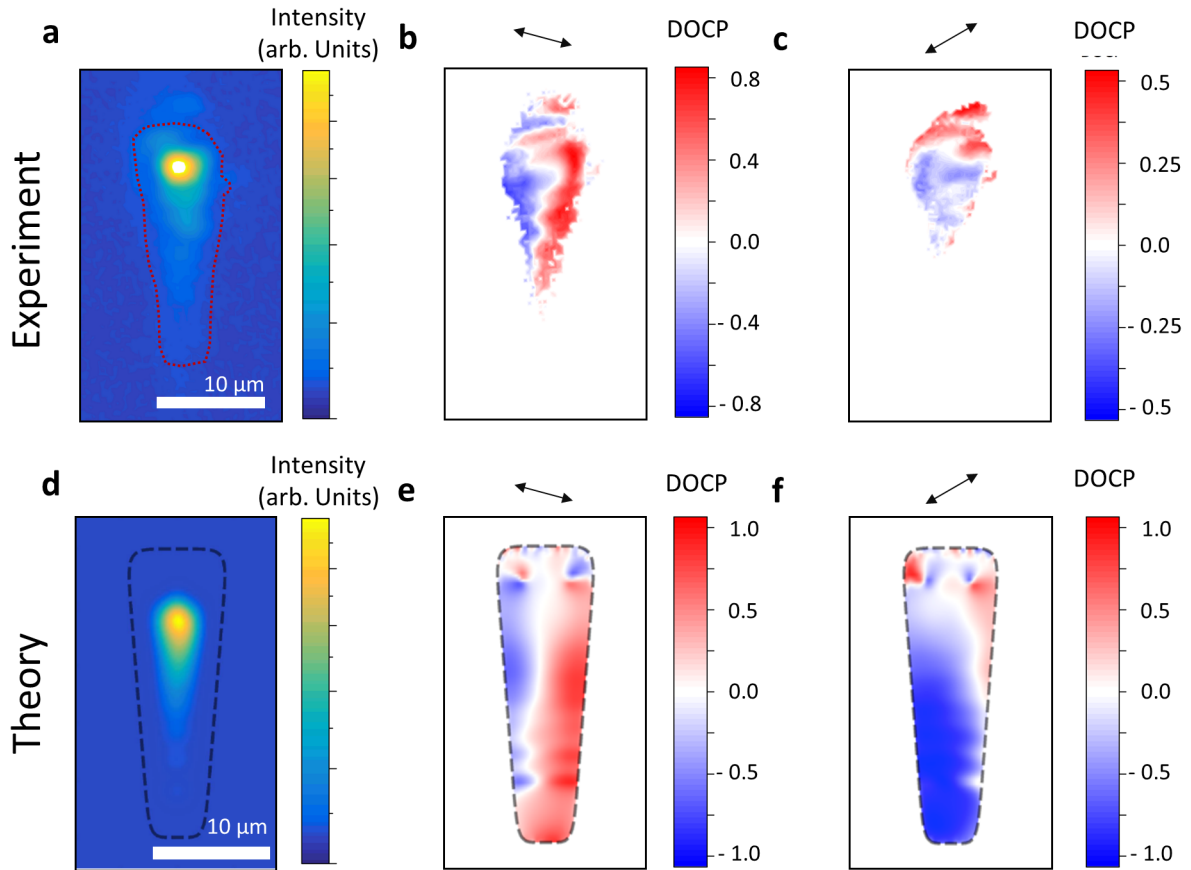 a
Intensity
(arb. Units)
b
DOCP
c
DOCP
Experiment
10 μm
0.8
0.4
0.0
- 0.4
- 0.8
0.5
0.25
0.0
- 0.25
- 0.5
d
Intensity
(arb. Units)
e
DOCP
f
DOCP
Theory
10 μm
1.0
0.5
0.0
- 0.5
- 1.0
1.0
0.5
0.0
- 0.5
- 1.0